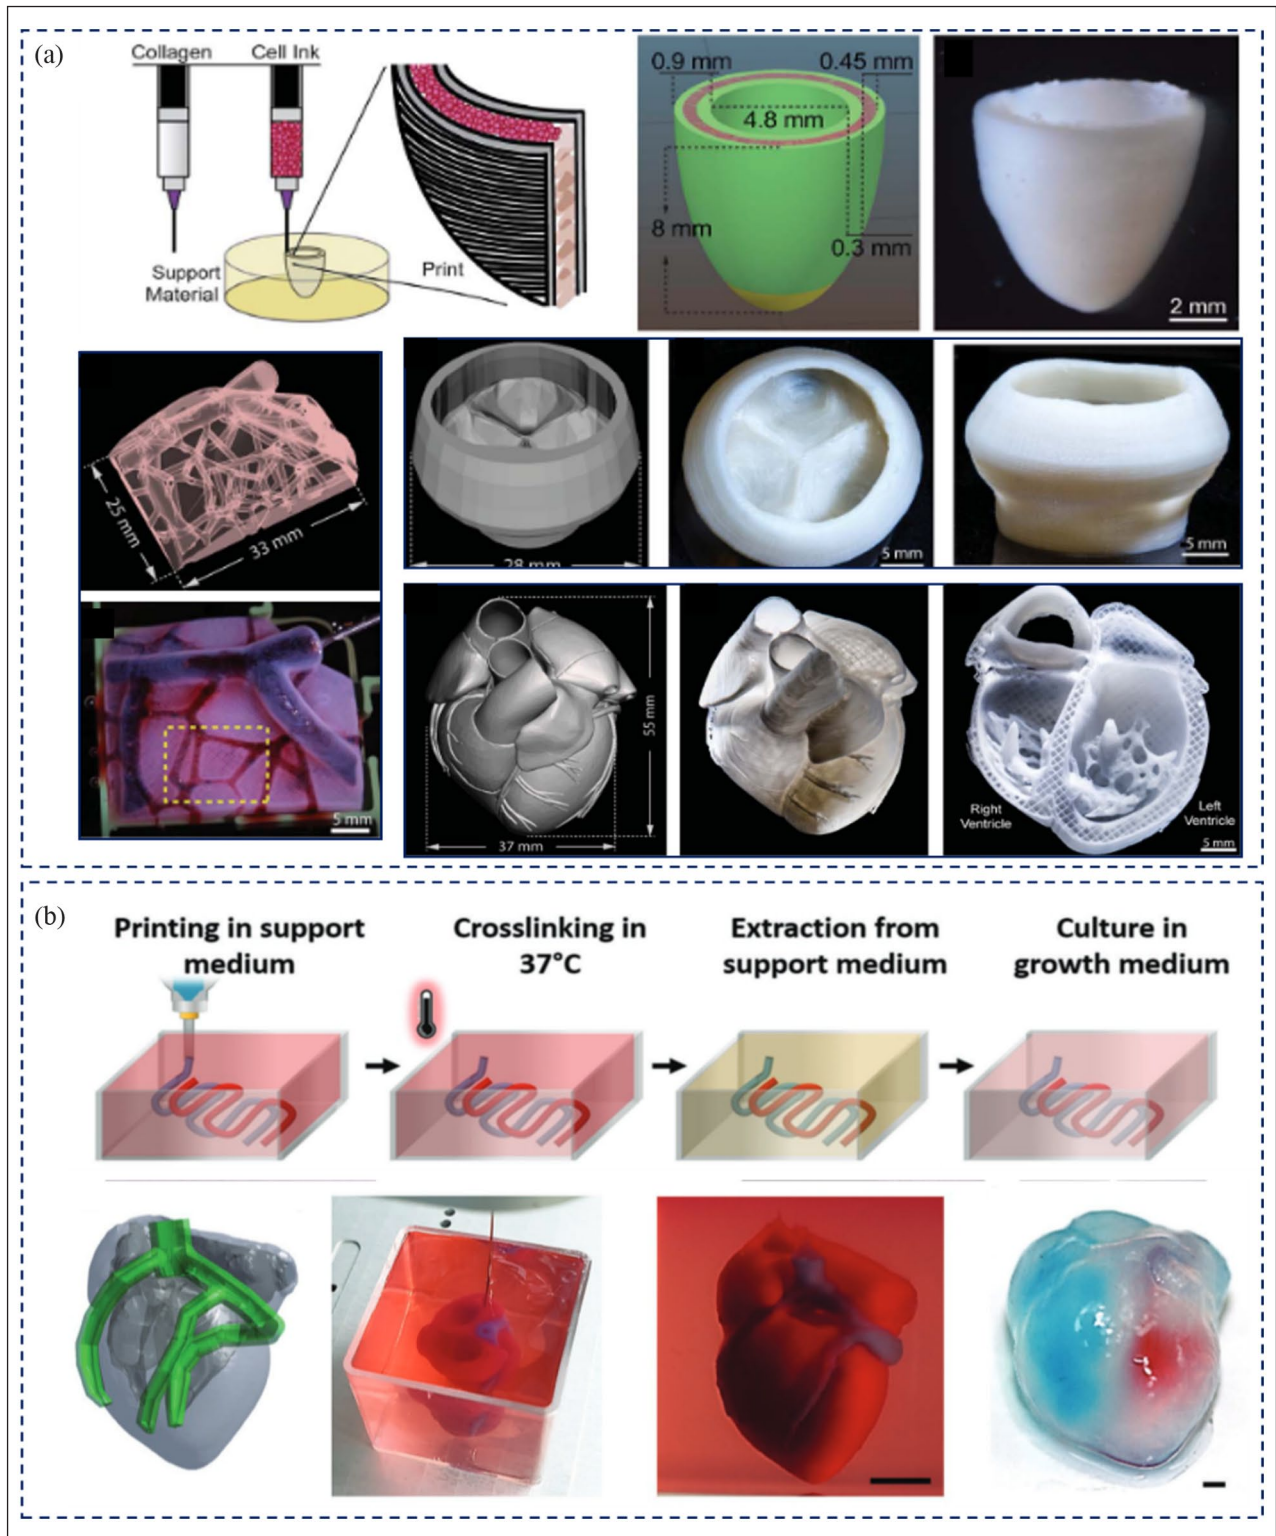 (a)
Collagen
Cell Ink
Support
Material
Print
0.9 mm
0.45 mm
4.8 mm
8 mm
0.3 mm
2 mm
25 mm
33 mm
28 mm
5 mm
5 mm
5 mm
55 mm
37 mm
Right
Ventricle
Left
Ventricle
5 mm
(b)
Printing in support
medium
Crosslinking in
37°C
Extraction from
support medium
Culture in
growth medium